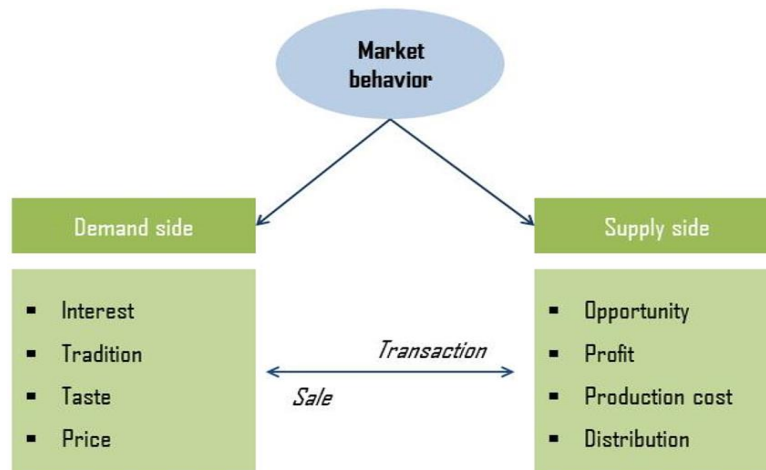 Market
behavior
Demand side
Supply side
▪ Interest
▪ Tradition
▪ Taste
▪ Price
Transaction
Sale
▪ Opportunity
▪ Profit
▪ Production cost
▪ Distribution